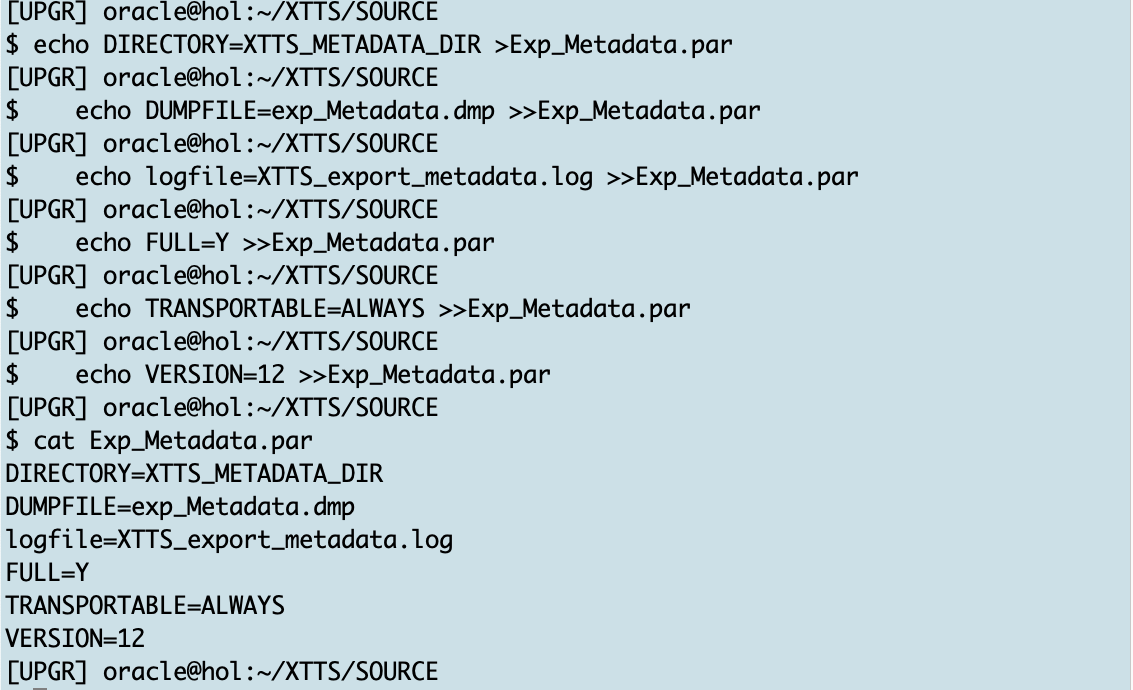 [UPGR] oracle@hol:~/XTTS/SOURCE
$ echo DIRECTORY=XTTS_METADATA_DIR >Exp_Metadata.par
[UPGR] oracle@hol:~/XTTS/SOURCE
$    echo DUMPFILE=exp_Metadata.dmp >>Exp_Metadata.par
[UPGR] oracle@hol:~/XTTS/SOURCE
$    echo logfile=XTTS_export_metadata.log >>Exp_Metadata.par
[UPGR] oracle@hol:~/XTTS/SOURCE
$    echo FULL=Y >>Exp_Metadata.par
[UPGR] oracle@hol:~/XTTS/SOURCE
$    echo TRANSPORTABLE=ALWAYS >>Exp_Metadata.par
[UPGR] oracle@hol:~/XTTS/SOURCE
$    echo VERSION=12 >>Exp_Metadata.par
[UPGR] oracle@hol:~/XTTS/SOURCE
$ cat Exp_Metadata.par
DIRECTORY=XTTS_METADATA_DIR
DUMPFILE=exp_Metadata.dmp
logfile=XTTS_export_metadata.log
FULL=Y
TRANSPORTABLE=ALWAYS
VERSION=12
[UPGR] oracle@hol:~/XTTS/SOURCE